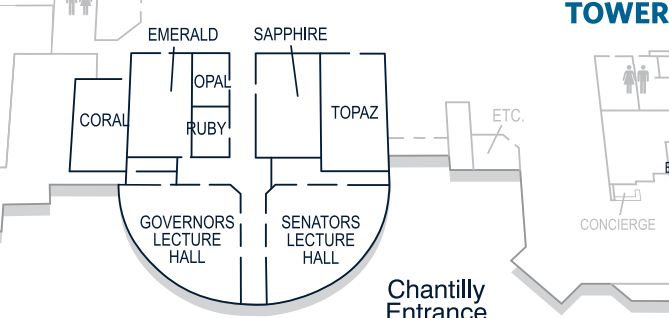 TOWER
EMERALD
SAPPHIRE
OPAL
CORAL
RUBY
TOPAZ
ETC.
GOVERNORS
LECTURE
HALL
SENATORS
LECTURE
HALL
CONCIERGE
Chantilly
Entrance